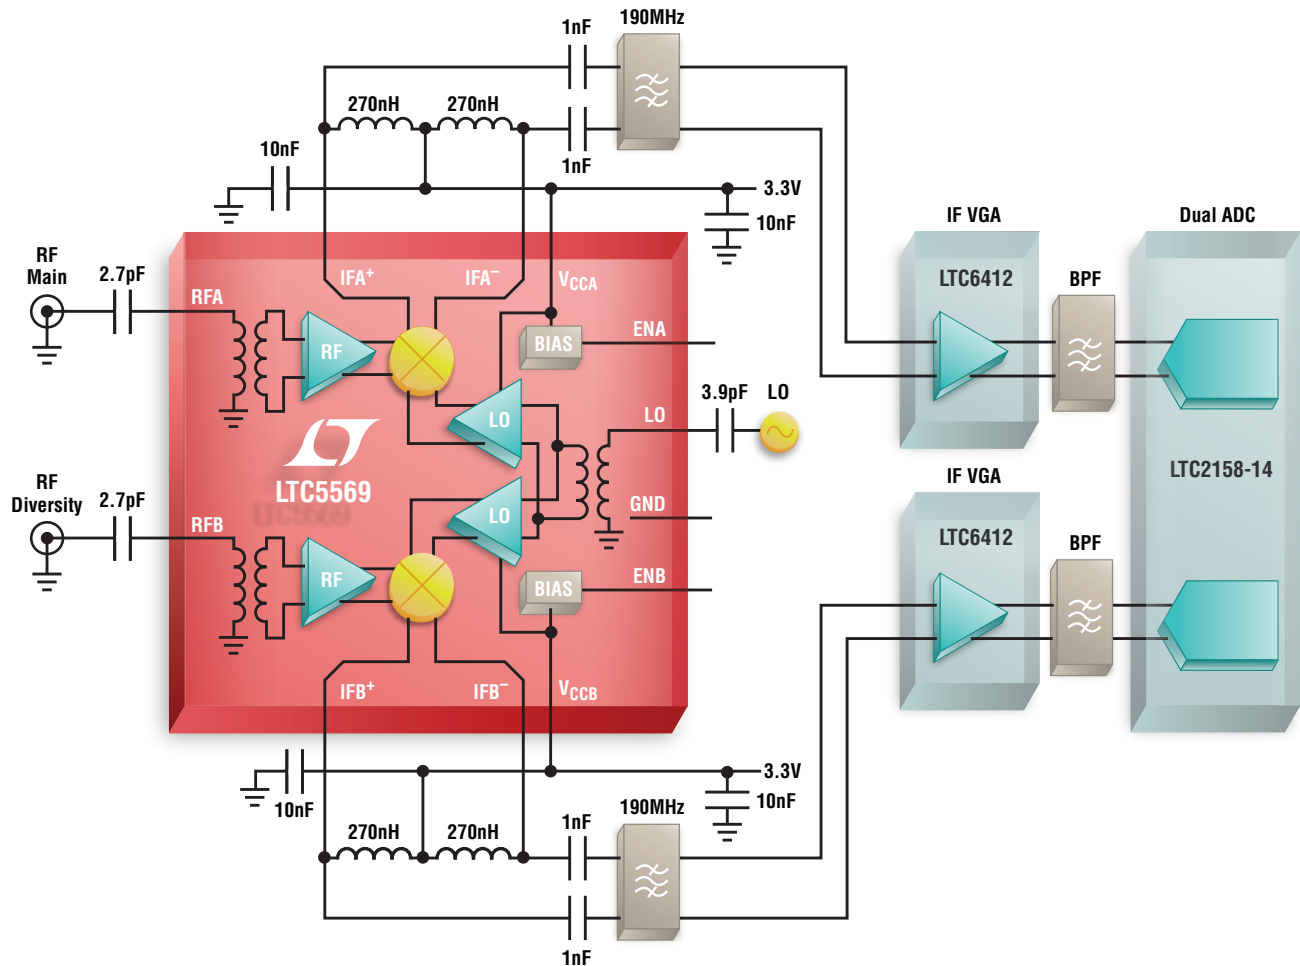 1nF
190MHz
270nH
270nH
10nF
1nF
3.3V
10nF
RF
Main
2.7pF
RFA
IFA+
IFA−
VCCA
RF
BIAS
ENA
LO
LO
3.9pF
LO
LTC5569
LTC5569
RF
Diversity
2.7pF
RFB
LO
GND
RF
BIAS
ENB
IFB+
IFB−
VCCB
3.3V
10nF
10nF
270nH
270nH
1nF
190MHz
1nF
IF VGA
LTC6412
BPF
Dual ADC
LTC2158-14
IF VGA
LTC6412
BPF